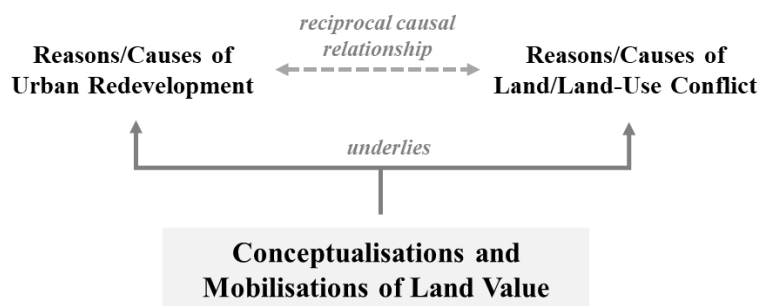 reciprocal causal
relationship
Reasons/Causes of
Urban Redevelopment
Reasons/Causes of
Land/Land-Use Conflict
underlies
Conceptualisations and
Mobilisations of Land Value